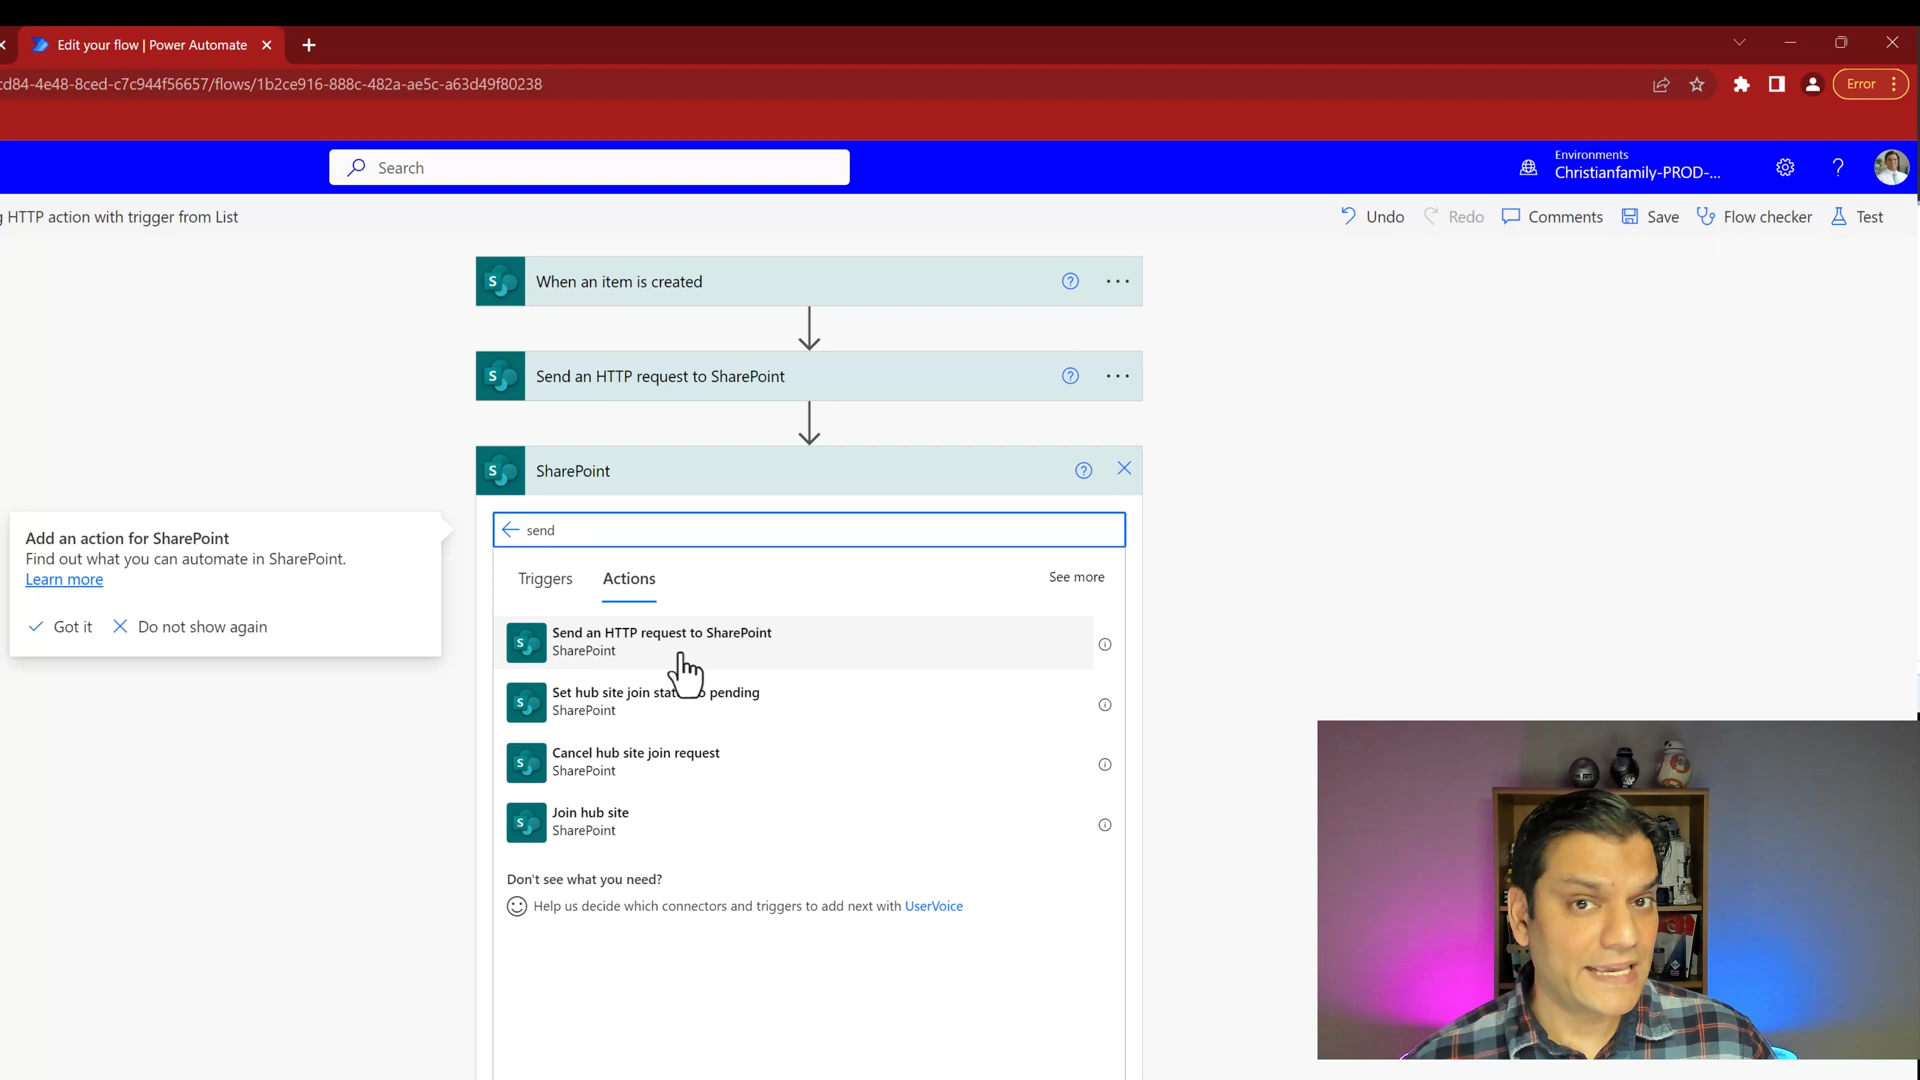 Edit your flow | Power Automate
cd84-4e48-8ced-c7c944f56657/flows/1b2ce916-888c-482a-ae5c-a63d49f80238
Error
Search
Environments
Christianfamily-PROD-...
HTTP action with trigger from List
Undo
Redo
Comments
Save
Flow checker
Test
When an item is created
Send an HTTP request to SharePoint
SharePoint
send
Add an action for SharePoint
Find out what you can automate in SharePoint.
Learn more
Got it
Do not show again
Triggers
Actions
See more
Send an HTTP request to SharePoint
SharePoint
Set hub site join pending
SharePoint
Cancel hub site join request
SharePoint
Join hub site
SharePoint
Don't see what you need?
Help us decide which connectors and triggers to add next with UserVoice